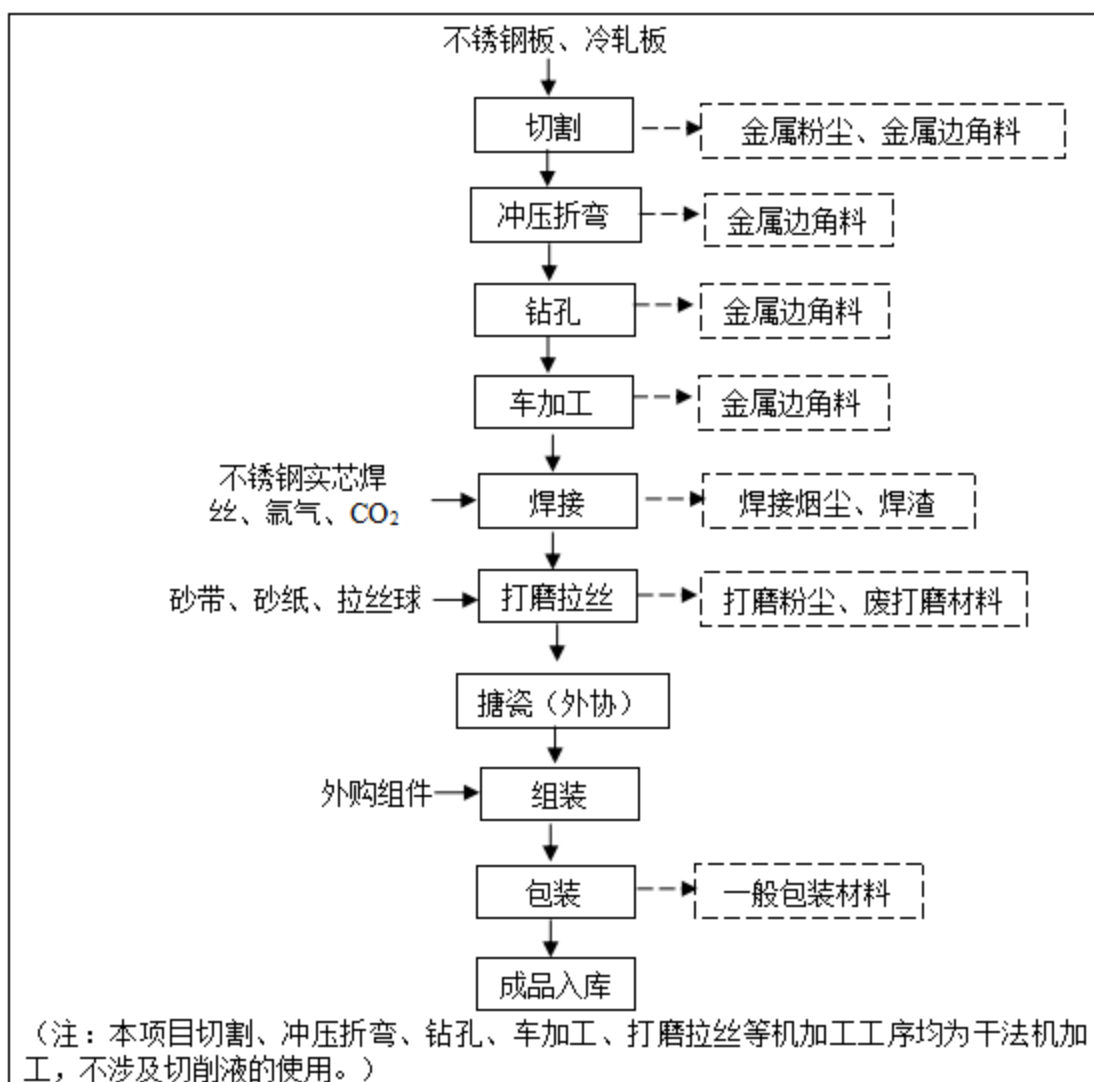 不锈钢板、冷轧板
切割
金属粉尘、金属边角料
冲压折弯
金属边角料
钻孔
金属边角料
车加工
金属边角料
不锈钢实芯焊
丝、氩气、CO₂
焊接
焊接烟尘、焊渣
砂带、砂纸、拉丝球
打磨拉丝
打磨粉尘、废打磨材料
搪瓷（外协）
外购组件
组装
包装
一般包装材料
成品入库
（注：本项目切割、冲压折弯、钻孔、车加工、打磨拉丝等机加工工序均为干法机加
工，不涉及切削液的使用。）